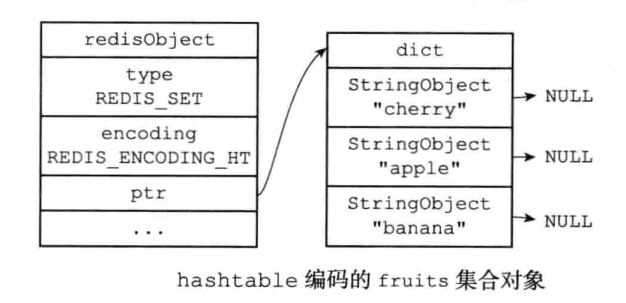 redisObject
type
REDIS_SET
encoding
REDIS_ENCODING_HT
ptr
...
dict
StringObject
"cherry"
NULL
StringObject
"apple"
NULL
StringObject
"banana"
NULL
hashtable 编码的 fruits 集合对象